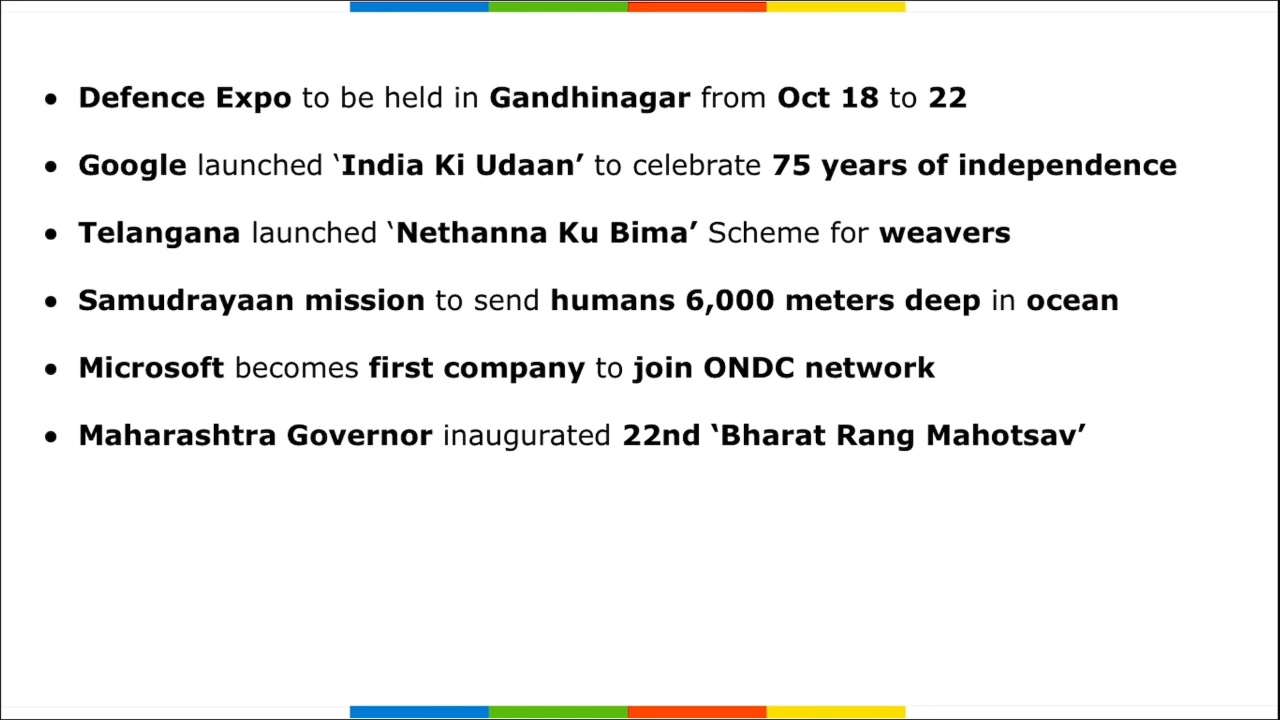 • Defence Expo to be held in Gandhinagar from Oct 18 to 22
• Google launched ‘India Ki Udaan’ to celebrate 75 years of independence
• Telangana launched ‘Nethanna Ku Bima’ Scheme for weavers
• Samudrayaan mission to send humans 6,000 meters deep in ocean
• Microsoft becomes first company to join ONDC network
• Maharashtra Governor inaugurated 22nd ‘Bharat Rang Mahotsav’